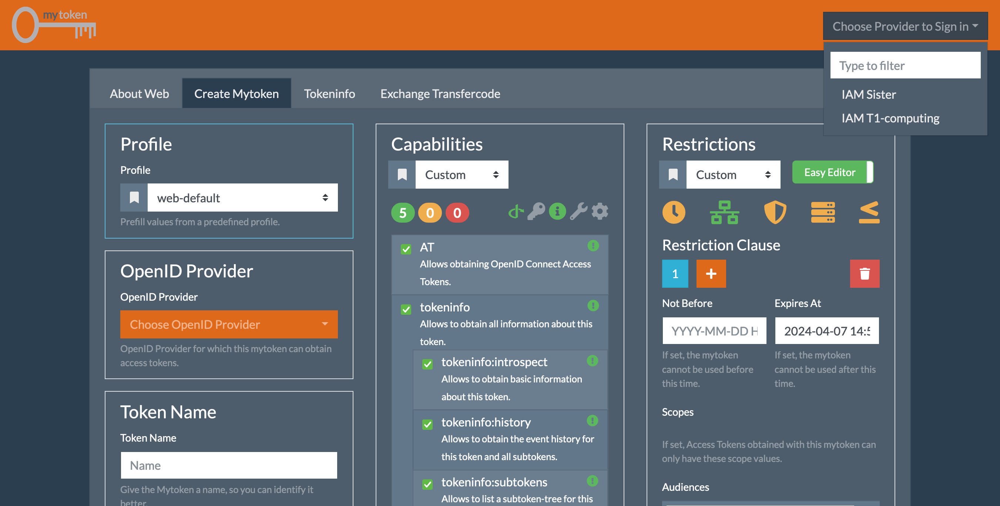 mytoken
Choose Provider to Sign in
Type to filter
IAM Sister
IAM T1-computing
About Web
Create Mytoken
Tokeninfo
Exchange Transfercode
Profile
Profile
web-default
Prefill values from a predefined profile.
OpenID Provider
OpenID Provider
Choose OpenID Provider
OpenID Provider for which this mytoken can obtain
access tokens.
Token Name
Token Name
Name
Give the Mytoken a name, so you can identify it
better.
Capabilities
Custom
5
0
0
AT
Allows obtaining OpenID Connect Access
Tokens.
tokeninfo
Allows to obtain all information about this
token.
tokeninfo:introspect
Allows to obtain basic information
about this token.
tokeninfo:history
Allows to obtain the event history for
this token and all subtokens.
tokeninfo:subtokens
Allows to list a subtoken-tree for this
Restrictions
Custom
Easy Editor
Restriction Clause
1
Not Before
YYYY-MM-DD H
If set, the mytoken
cannot be used before
this time.
Expires At
2024-04-07 14:5
If set, the mytoken
cannot be used after this
time.
Scopes
If set, Access Tokens obtained with this mytoken can
only have these scope values.
Audiences